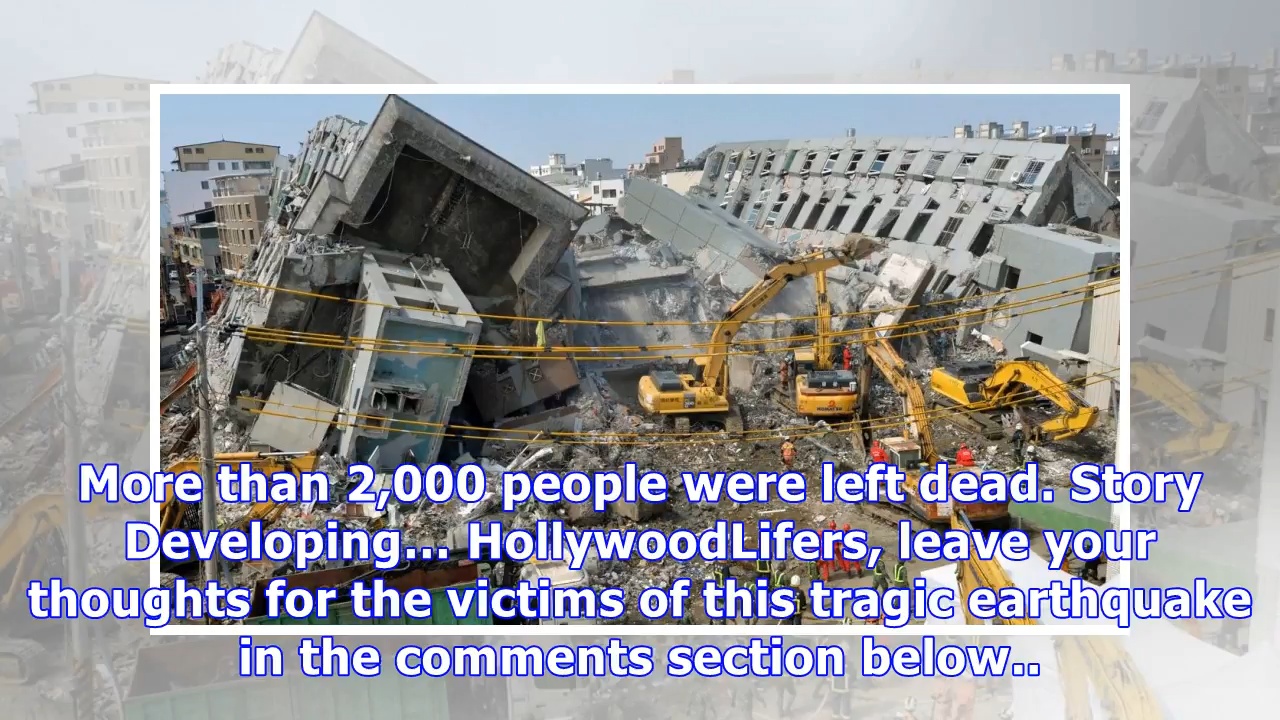 More than 2,000 people were left dead. Story
Developing... HollywoodLifers, leave your
thoughts for the victims of this tragic earthquake
in the comments section below..
KOMATSU